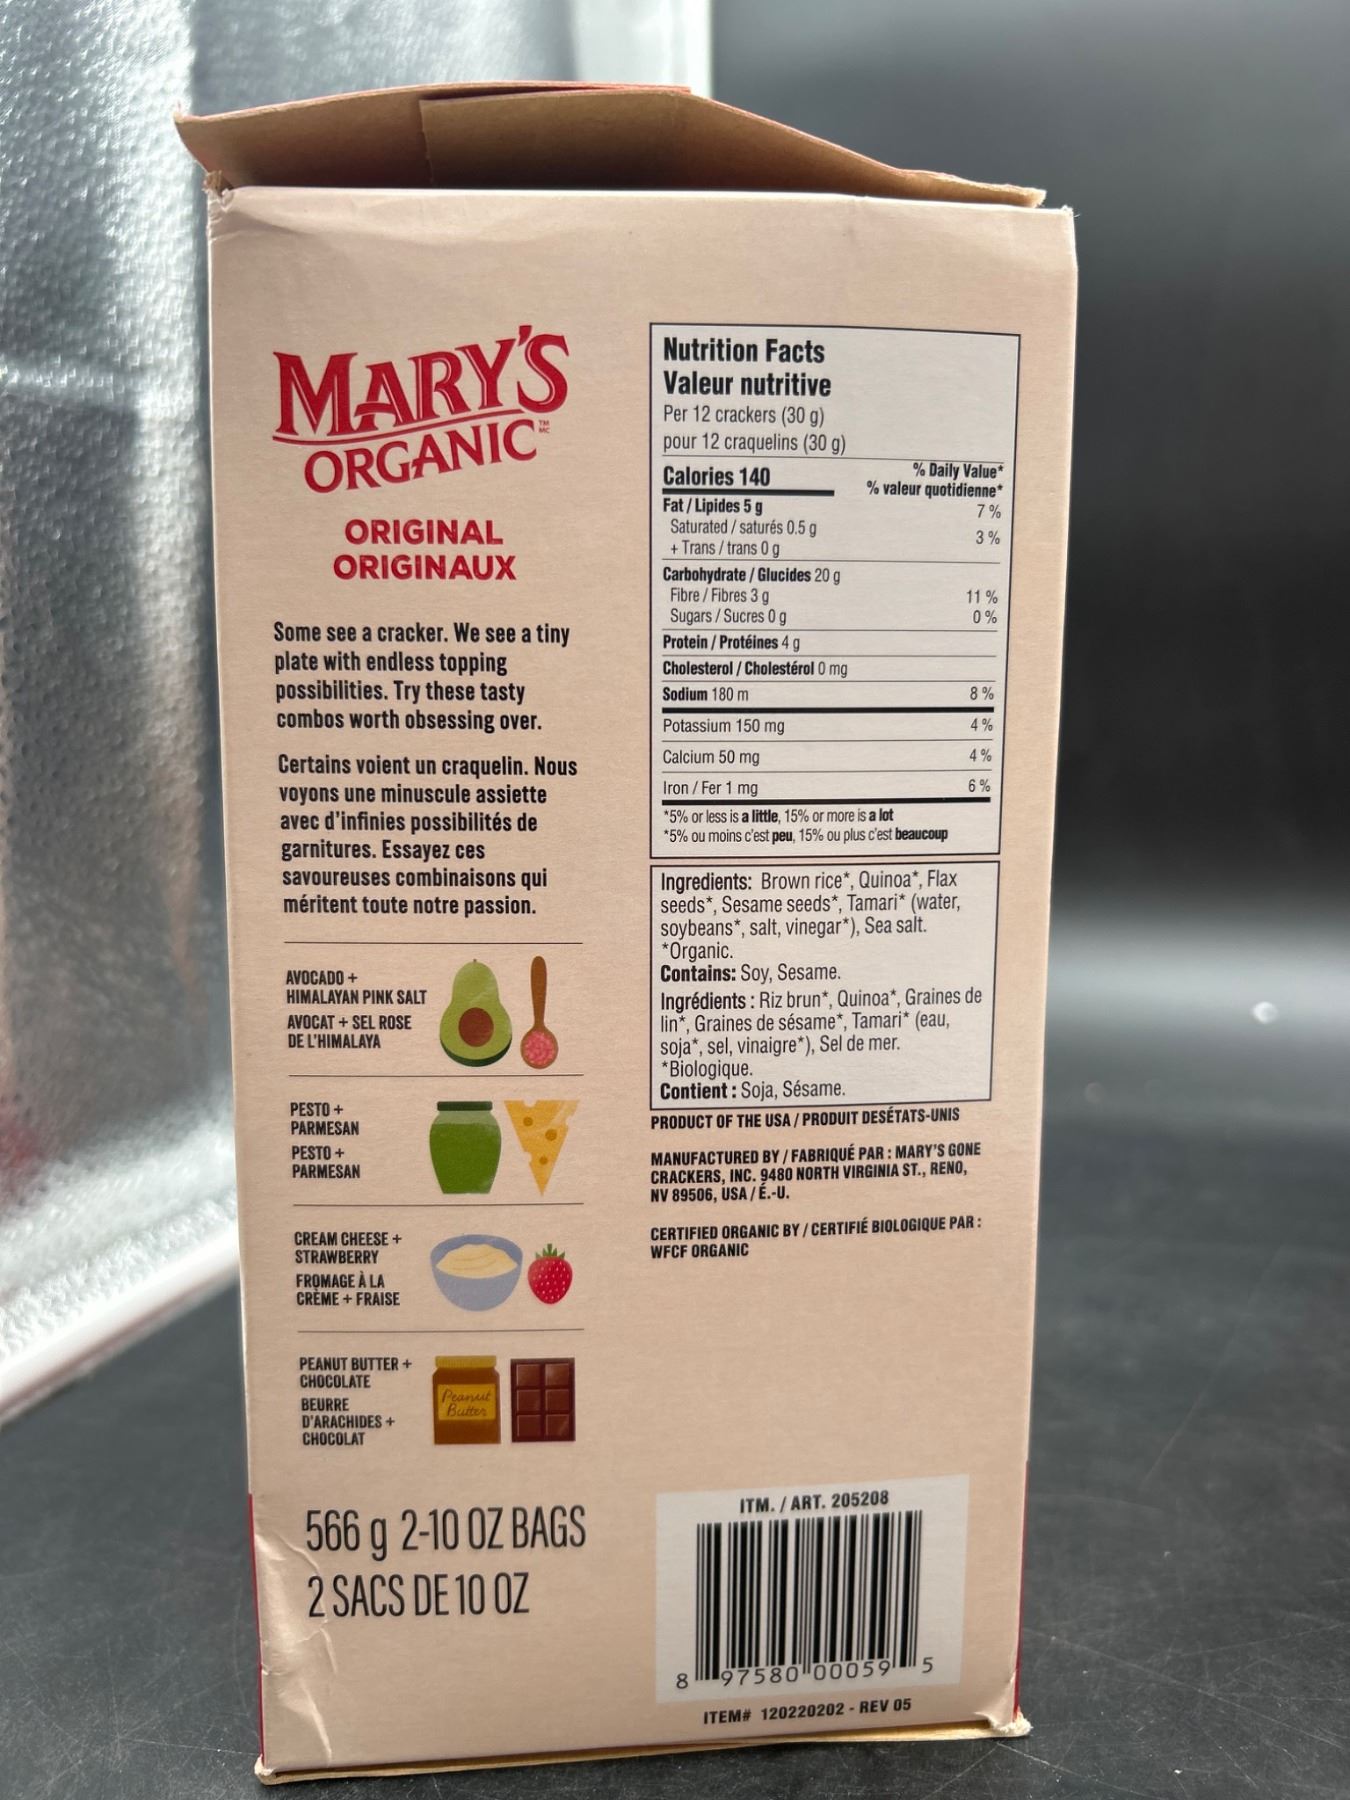 MARY'S
ORGANIC
TM
MC
ORIGINAL
ORIGINAUX
Some see a cracker. We see a tiny
plate with endless topping
possibilities. Try these tasty
combos worth obsessing over.
Certains voient un craquelin. Nous
voyons une minuscule assiette
avec d'infinies possibilités de
garnitures. Essayez ces
savoureuses combinaisons qui
méritent toute notre passion.
AVOCADO +
HIMALAYAN PINK SALT
AVOCAT + SEL ROSE
DE L'HIMALAYA
PESTO +
PARMESAN
PESTO +
PARMESAN
CREAM CHEESE +
STRAWBERRY
FROMAGE À LA
CRÈME + FRAISE
PEANUT BUTTER +
CHOCOLATE
BEURRE
D'ARACHIDES +
CHOCOLAT
Peanut
Butter
566 g 2-10 OZ BAGS
2 SACS DE 10 OZ
Nutrition Facts
Valeur nutritive
Per 12 crackers (30 g)
pour 12 craquelins (30 g)
Calories 140
% Daily Value*
% valeur quotidienne*
Fat / Lipides 5 g 7 %
Saturated / saturés 0.5 g
+ Trans / trans 0 g 3 %
Carbohydrate / Glucides 20 g
Fibre / Fibres 3 g 11 %
Sugars / Sucres 0 g 0 %
Protein / Protéines 4 g
Cholesterol / Cholestérol 0 mg
Sodium 180 m 8 %
Potassium 150 mg 4 %
Calcium 50 mg 4 %
Iron / Fer 1 mg 6 %
*5% or less is a little, 15% or more is a lot
*5% ou moins c'est peu, 15% ou plus c'est beaucoup
Ingredients: Brown rice*, Quinoa*, Flax
seeds*, Sesame seeds*, Tamari* (water,
soybeans*, salt, vinegar*), Sea salt.
*Organic.
Contains: Soy, Sesame.
Ingrédients : Riz brun*, Quinoa*, Graines de
lin*, Graines de sésame*, Tamari* (eau,
soja*, sel, vinaigre*), Sel de mer.
*Biologique.
Contient : Soja, Sésame.
PRODUCT OF THE USA / PRODUIT DESÉTATS-UNIS
MANUFACTURED BY / FABRIQUÉ PAR : MARY'S GONE
CRACKERS, INC. 9480 NORTH VIRGINIA ST., RENO,
NV 89506, USA / É.-U.
CERTIFIED ORGANIC BY / CERTIFIÉ BIOLOGIQUE PAR :
WFCF ORGANIC
ITM. / ART. 205208
8 97580 00059 5
ITEM# 120220202 - REV 05